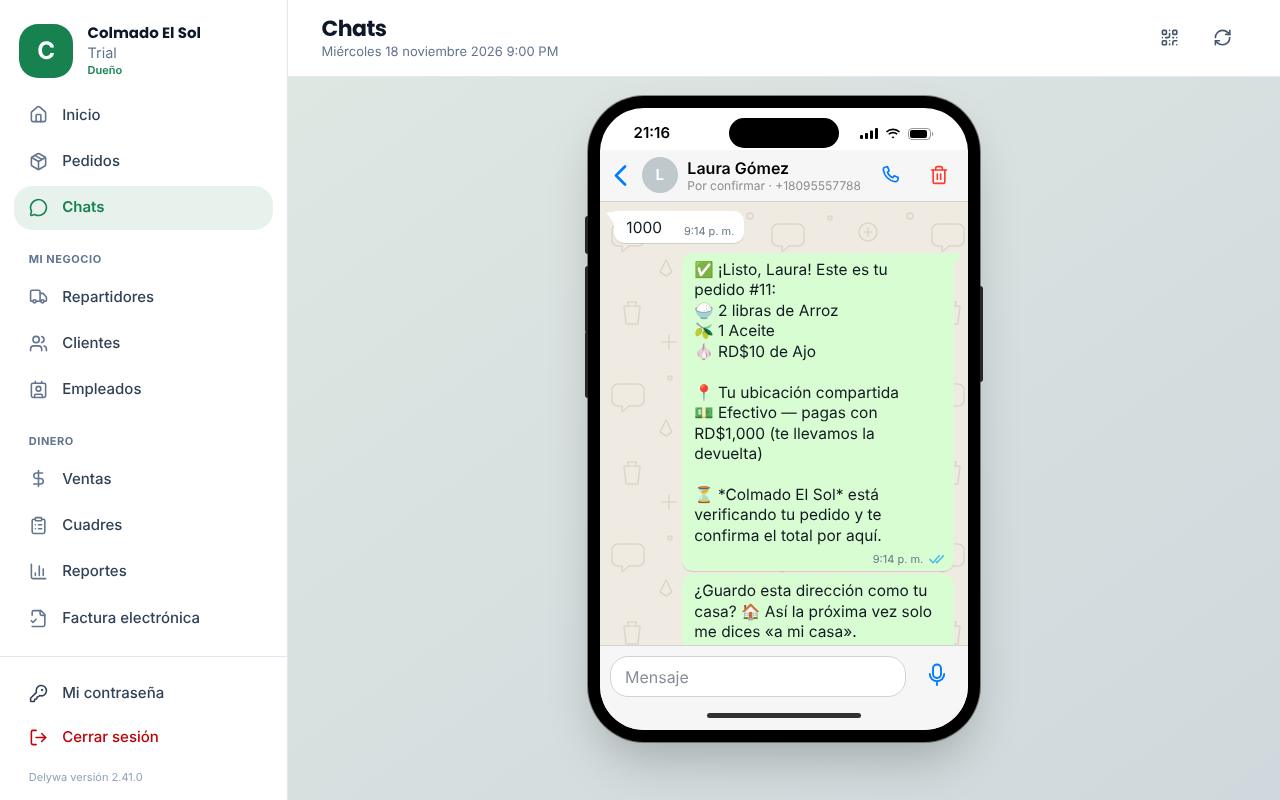 C
Colmado El Sol
Trial
Dueño
Inicio
Pedidos
Chats
MI NEGOCIO
Repartidores
Clientes
Empleados
DINERO
Ventas
Cuadres
Reportes
Factura electrónica
Mi contraseña
Cerrar sesión
Delywa versión 2.41.0
Chats
Miércoles 18 noviembre 2026 9:00 PM
21:16
L
Laura Gómez
Por confirmar · +18095557788
1000 9:14 p. m.
✅ ¡Listo, Laura! Este es tu
pedido #11:
🍚 2 libras de Arroz
🫒 1 Aceite
🧄 RD$10 de Ajo
📍 Tu ubicación compartida
💵 Efectivo — pagas con
RD$1,000 (te llevamos la
devuelta)
⏳ *Colmado El Sol* está
verificando tu pedido y te
confirma el total por aquí.
9:14 p. m.
¿Guardo esta dirección como tu
casa? 🏠 Así la próxima vez solo
me dices «a mi casa».
Mensaje